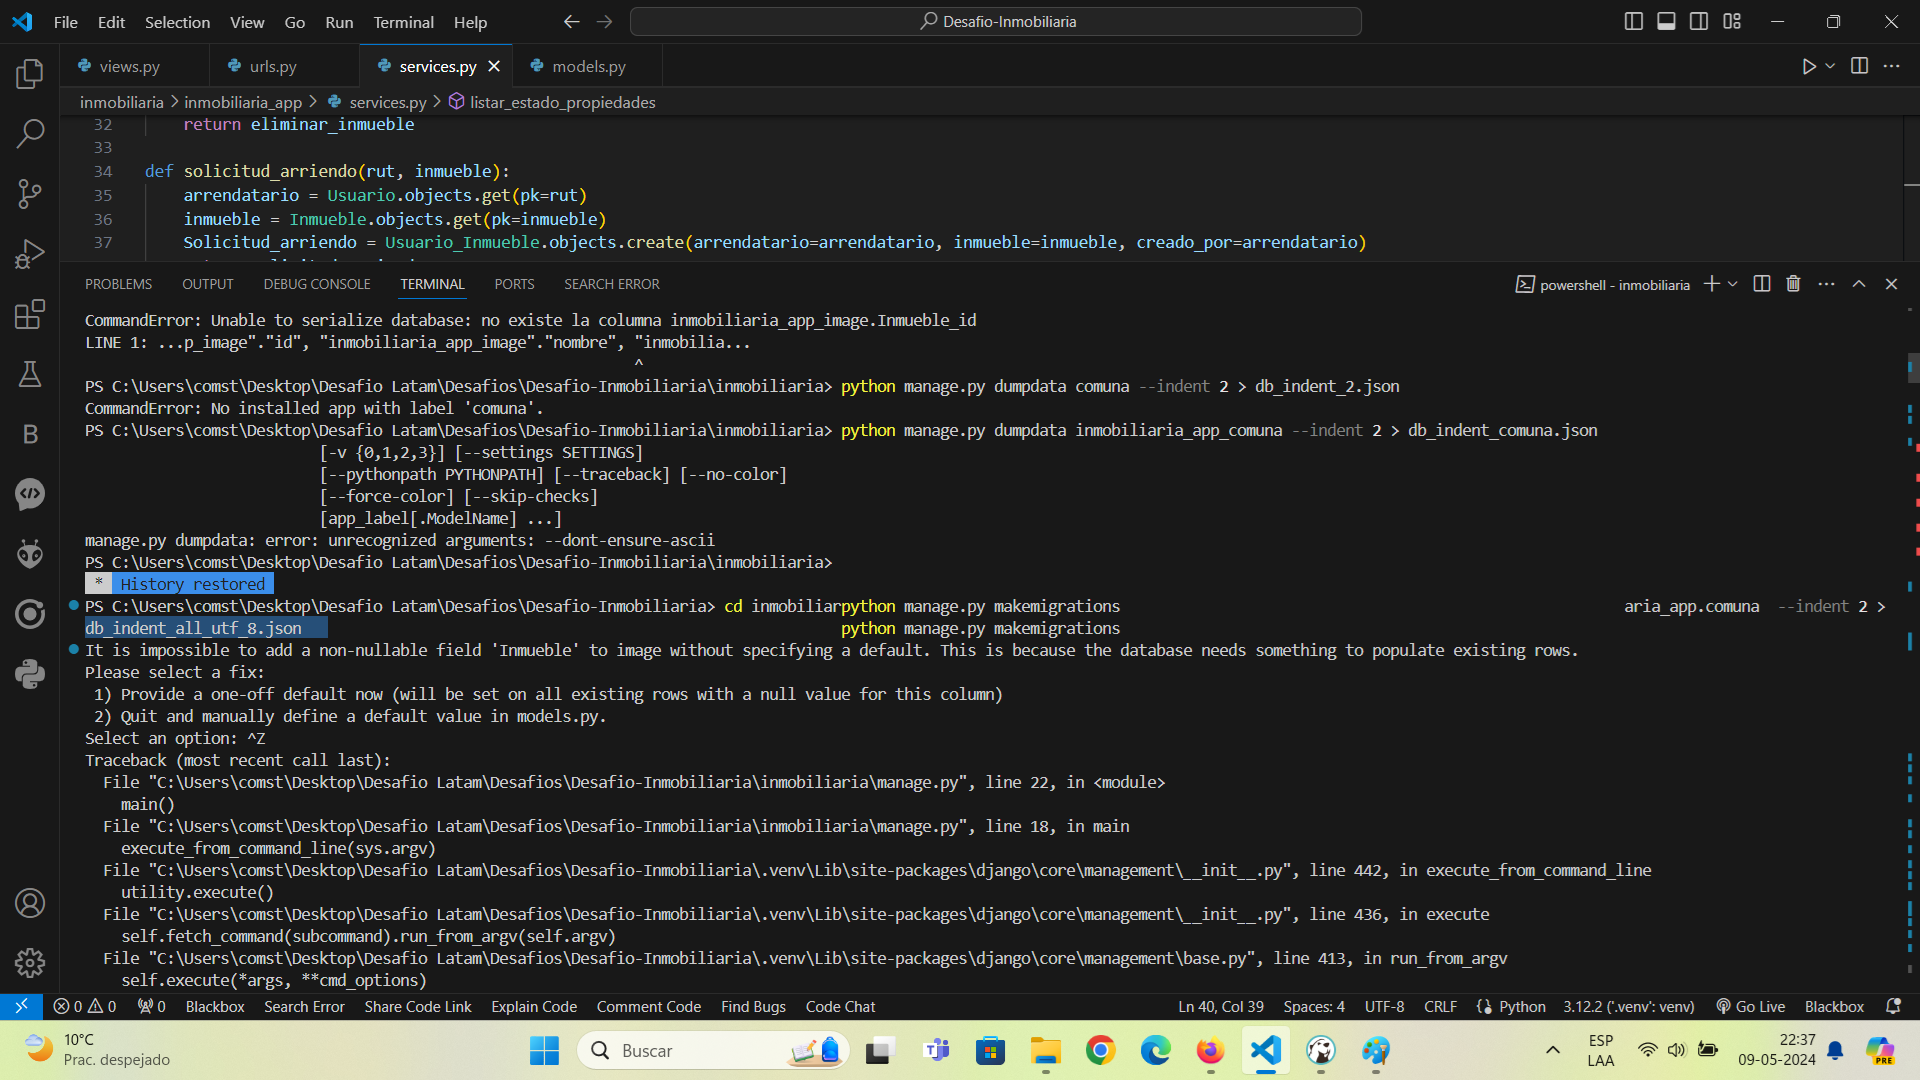 File Edit Selection View Go Run Terminal Help
Desafio-Inmobiliaria
views.py
urls.py
services.py
models.py
inmobiliaria > inmobiliaria_app > services.py > listar_estado_propiedades
32 return eliminar_inmueble
33
34 def solicitud_arriendo(rut, inmueble):
35 arrendatario = Usuario.objects.get(pk=rut)
36 inmueble = Inmueble.objects.get(pk=inmueble)
37 Solicitud_arriendo = Usuario_Inmueble.objects.create(arrendatario=arrendatario, inmueble=inmueble, creado_por=arrendatario)
PROBLEMS OUTPUT DEBUG CONSOLE TERMINAL PORTS SEARCH ERROR
powershell - inmobiliaria
CommandError: Unable to serialize database: no existe la columna inmobiliaria_app_image.Inmueble_id
LINE 1: ...p_image"."id", "inmobiliaria_app_image"."nombre", "inmobilia...
^
PS C:\Users\comst\Desktop\Desafio Latam\Desafios\Desafio-Inmobiliaria\inmobiliaria> python manage.py dumpdata comuna --indent 2 > db_indent_2.json
CommandError: No installed app with label 'comuna'.
PS C:\Users\comst\Desktop\Desafio Latam\Desafios\Desafio-Inmobiliaria\inmobiliaria> python manage.py dumpdata inmobiliaria_app_comuna --indent 2 > db_indent_comuna.json
[-v {0,1,2,3}] [--settings SETTINGS]
[--pythonpath PYTHONPATH] [--traceback] [--no-color]
[--force-color] [--skip-checks]
[app_label[.ModelName] ...]
manage.py dumpdata: error: unrecognized arguments: --dont-ensure-ascii
PS C:\Users\comst\Desktop\Desafio Latam\Desafios\Desafio-Inmobiliaria\inmobiliaria>
* History restored
PS C:\Users\comst\Desktop\Desafio Latam\Desafios\Desafio-Inmobiliaria> cd inmobiliarpython manage.py makemigrations aria_app.comuna --indent 2 >
db_indent_all_utf_8.json python manage.py makemigrations
It is impossible to add a non-nullable field 'Inmueble' to image without specifying a default. This is because the database needs something to populate existing rows.
Please select a fix:
1) Provide a one-off default now (will be set on all existing rows with a null value for this column)
2) Quit and manually define a default value in models.py.
Select an option: ^Z
Traceback (most recent call last):
File "C:\Users\comst\Desktop\Desafio Latam\Desafios\Desafio-Inmobiliaria\inmobiliaria\manage.py", line 22, in <module>
main()
File "C:\Users\comst\Desktop\Desafio Latam\Desafios\Desafio-Inmobiliaria\inmobiliaria\manage.py", line 18, in main
execute_from_command_line(sys.argv)
File "C:\Users\comst\Desktop\Desafio Latam\Desafios\Desafio-Inmobiliaria\.venv\Lib\site-packages\django\core\management\__init__.py", line 442, in execute_from_command_line
utility.execute()
File "C:\Users\comst\Desktop\Desafio Latam\Desafios\Desafio-Inmobiliaria\.venv\Lib\site-packages\django\core\management\__init__.py", line 436, in execute
self.fetch_command(subcommand).run_from_argv(self.argv)
File "C:\Users\comst\Desktop\Desafio Latam\Desafios\Desafio-Inmobiliaria\.venv\Lib\site-packages\django\core\management\base.py", line 413, in run_from_argv
self.execute(*args, **cmd_options)
0 0 0 Blackbox Search Error Share Code Link Explain Code Comment Code Find Bugs Code Chat Ln 40, Col 39 Spaces: 4 UTF-8 CRLF Python 3.12.2 ('.venv': venv) Go Live Blackbox
10°C
Prac. despejado
Buscar
ESP
LAA
22:37
09-05-2024
PRE